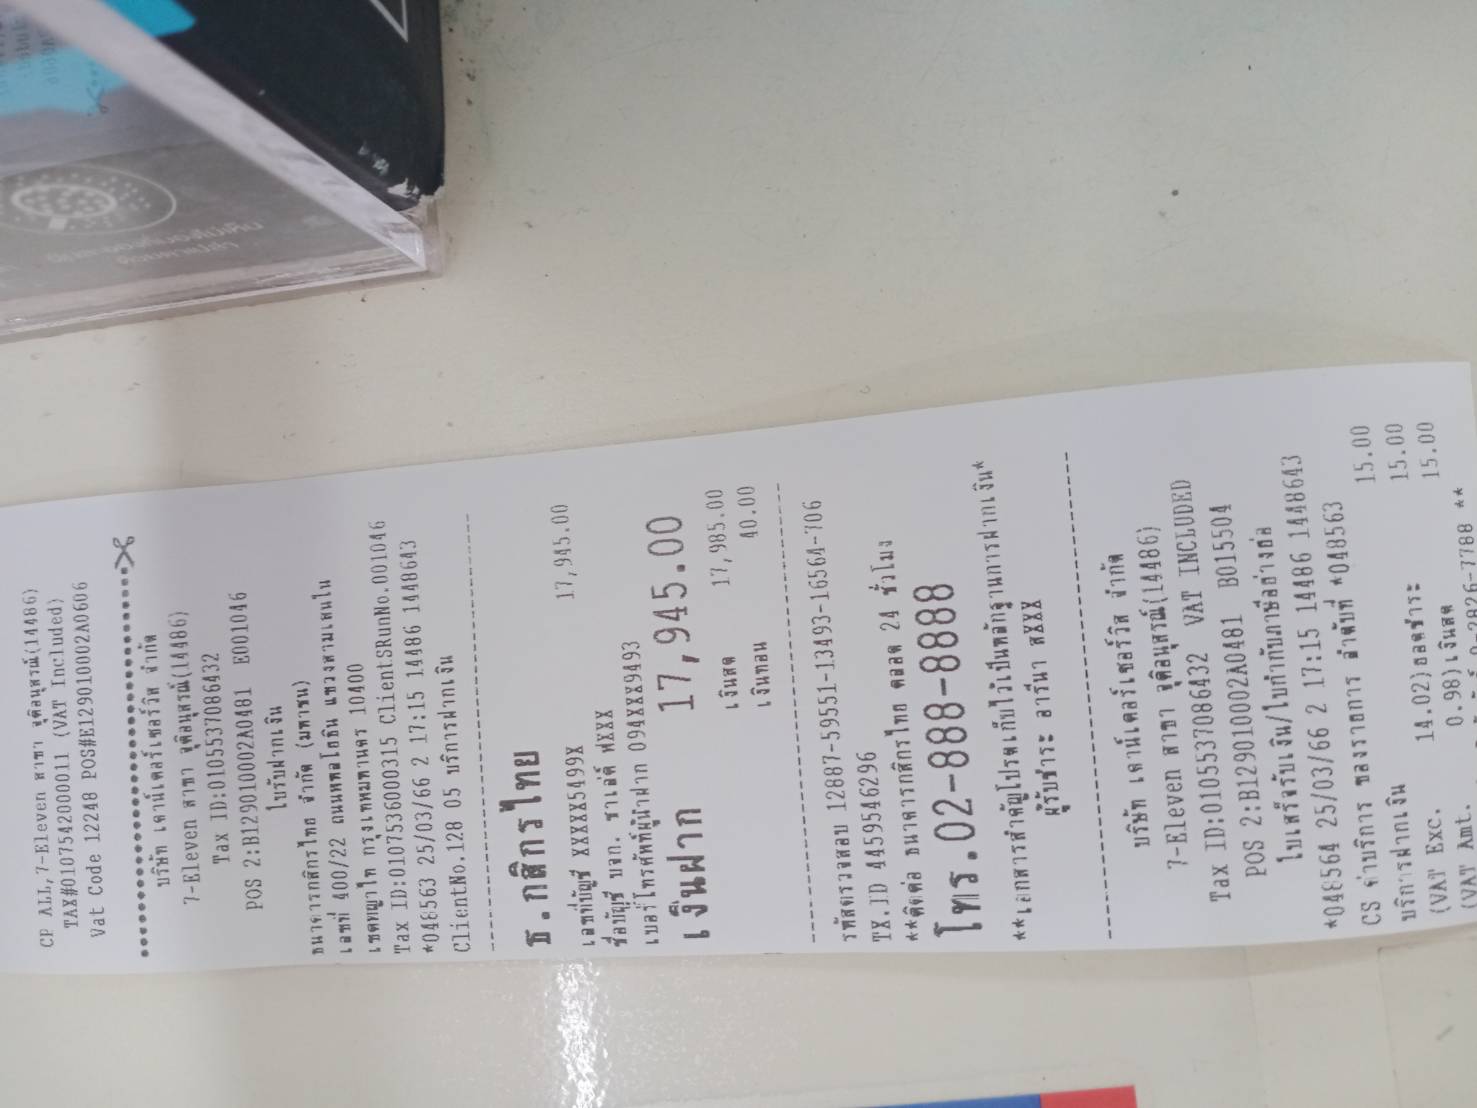 CP ALL,7-Eleven สาขา จุติอนุสรณ์(14486)
TAX#0107542000011 (VAT Included)
Vat Code 12248 POS#E129010002A0606
บริษัท เคาน์เตอร์เซอร์วิส จำกัด
7-Eleven สาขา จุติอนุสรณ์(14486)
Tax ID:0105537086432
POS 2:B129010002A0481 E001046
ใบรับฝากเงิน
ธนาคารกสิกรไทย จำกัด (มหาชน)
เลขที่ 400/22 ถนนพหลโยธิน แขวงสามเสนใน
เขตพญาไท กรุงเทพมหานคร 10400
Tax ID:0107536000315 ClientSRunNo.001046
*048563 25/03/66 2 17:15 14486 1448643
ClientNo.128 05 บริการฝากเงิน
ธ.กสิกรไทย
17,945.00
เลขที่บัญชี XXXXX5499X
ชื่อบัญชี บจก. ชาเล่ต์ ฟXXX
เบอร์โทรศัพท์ผู้นำฝาก 094XXX9493
เงินฝาก 17,945.00
เงินสด 17,985.00
เงินทอน 40.00
รหัสตรวจสอบ 12887-59551-13493-16564-706
TX.ID 44595946296
**ติดต่อ ธนาคารกสิกรไทย ตลอด 24 ชั่วโมง
โทร.02-888-8888
**เอกสารสำคัญโปรดเก็บไว้เป็นหลักฐานการฝากเงิน*
ผู้รับชำระ อารีนา สXXX
บริษัท เคาน์เตอร์เซอร์วิส จำกัด
7-Eleven สาขา จุติอนุสรณ์(14486)
Tax ID:0105537086432 VAT INCLUDED
POS 2:B129010002A0481 B015504
ใบเสร็จรับเงิน/ใบกำกับภาษีอย่างย่อ
*048564 25/03/66 2 17:15 14486 1448643
CS ค่าบริการ ของรายการ ลำดับที่ *048563
บริการฝากเงิน 15.00
(VAT Exc. 14.02)ยอดชำระ 15.00
(VAT Amt. 0.98)เงินสด 15.00
0-2826-7788 **